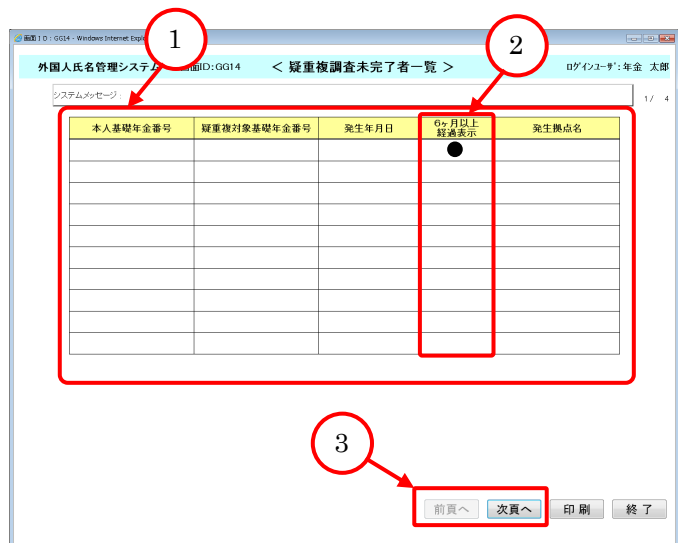 画面ID:GG14 - Windows Internet Expl
1
2
外国人氏名管理システム
面ID:GG14
< 疑重複調査未完了者一覧 >
ログインユーザ:年金 太郎
システムメッセージ:
1/ 4
本人基礎年金番号 疑重複対象基礎年金番号 発生年月日 6ヶ月以上 発生拠点名
経過表示
●
3
前頁へ 次頁へ 印刷 終了